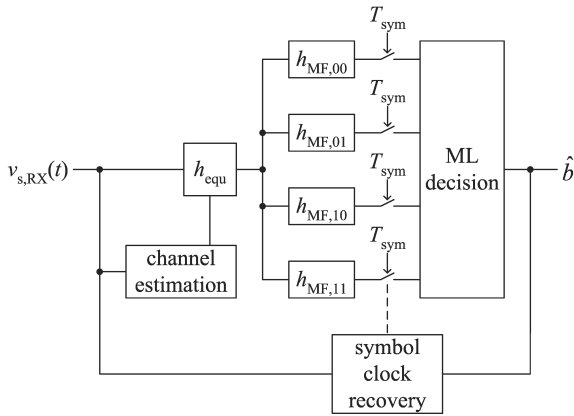 T_sym
h_MF,00
T_sym
h_MF,01
v_s,RX(t)
h_equ
ML
decision
b̂
T_sym
h_MF,10
channel
estimation
T_sym
h_MF,11
symbol
clock
recovery